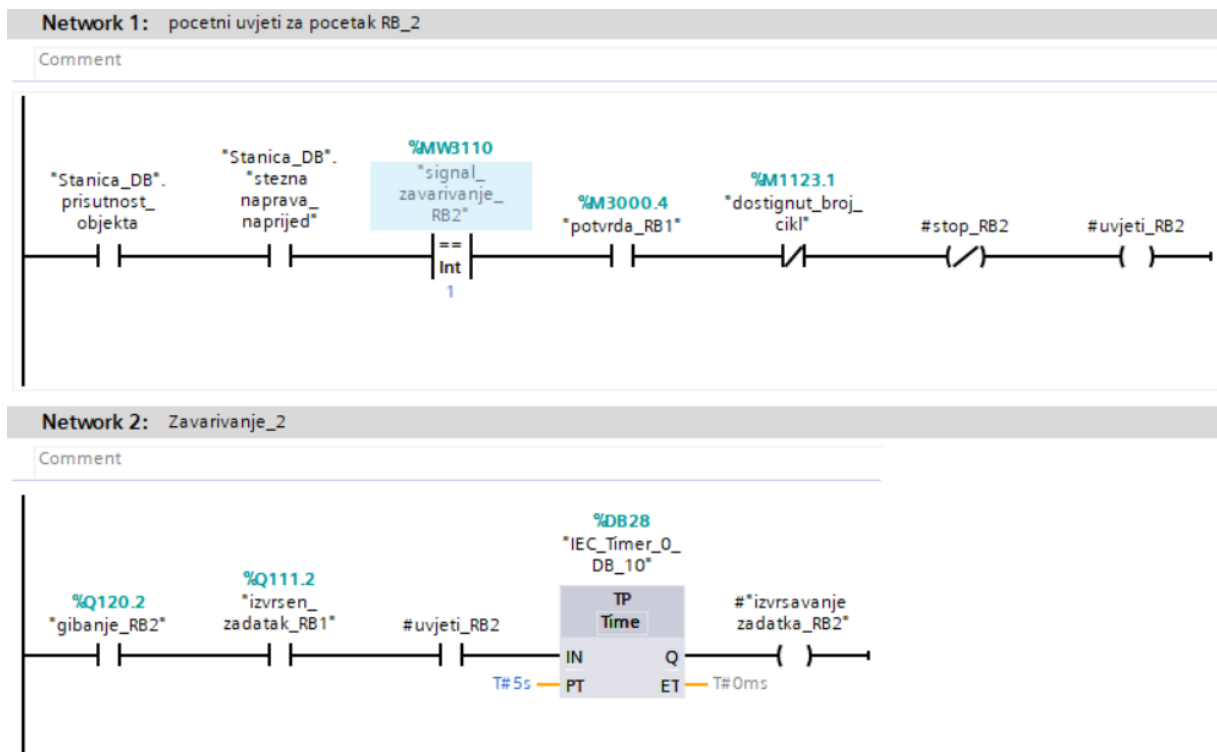 Network 1: pocetni uvjeti za pocetak RB_2
Comment
"Stanica_DB".
prisutnost_
objekta
"Stanica_DB".
"stezna
naprava_
naprijed"
%MW3110
"signal_
zavarivanje_
RB2"
==
Int
1
%M3000.4
"potvrda_RB1"
%M1123.1
"dostignut_broj_
cikl"
#stop_RB2
#uvjeti_RB2
Network 2: Zavarivanje_2
Comment
%Q120.2
"gibanje_RB2"
%Q111.2
"izvrsen_
zadatak_RB1"
#uvjeti_RB2
%DB28
"IEC_Timer_0_
DB_10"
TP
Time
IN Q
T#5s PT ET T#0ms
#"izvrsavanje
zadatka_RB2"